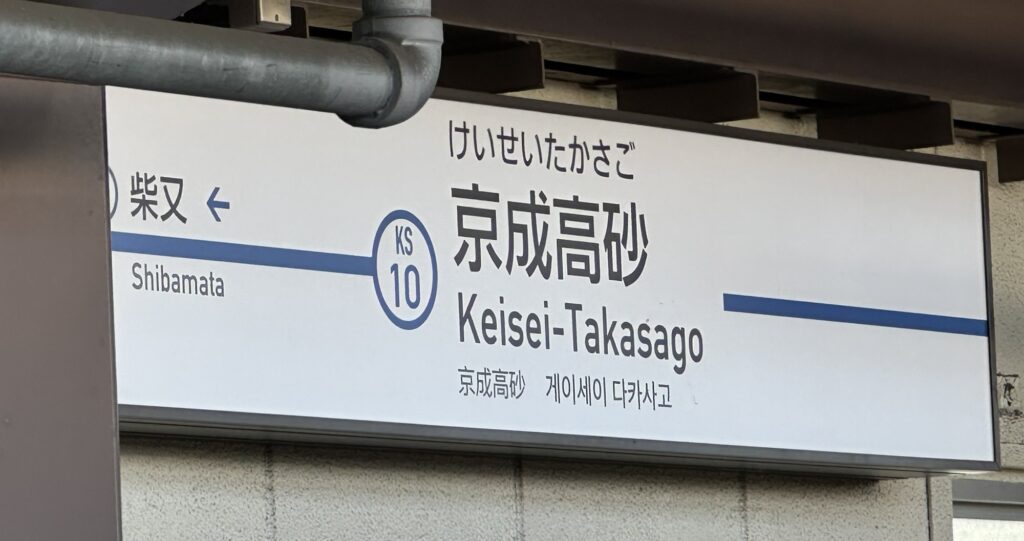 柴又 ←
Shibamata
KS
10
けいせいたかさご
京成高砂
Keisei-Takasago
京成高砂 게이세이 다카사고